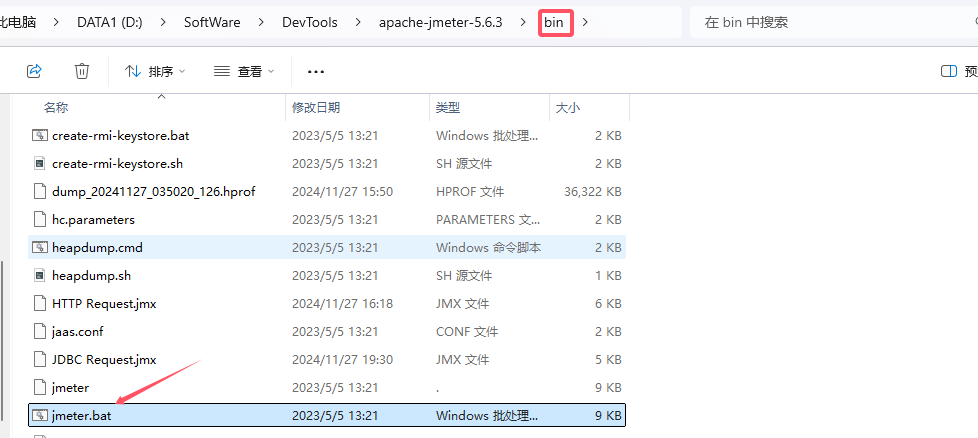 此电脑 > DATA1 (D:) > SoftWare > DevTools > apache-jmeter-5.6.3 > bin >
在 bin 中搜索
排序 查看 ... 预
名称 修改日期 类型 大小
create-rmi-keystore.bat 2023/5/5 13:21 Windows 批处理... 2 KB
create-rmi-keystore.sh 2023/5/5 13:21 SH 源文件 2 KB
dump_20241127_035020_126.hprof 2024/11/27 15:50 HPROF 文件 36,322 KB
hc.parameters 2023/5/5 13:21 PARAMETERS 文... 2 KB
heapdump.cmd 2023/5/5 13:21 Windows 命令脚本 2 KB
heapdump.sh 2023/5/5 13:21 SH 源文件 1 KB
HTTP Request.jmx 2024/11/27 16:18 JMX 文件 6 KB
jaas.conf 2023/5/5 13:21 CONF 文件 2 KB
JDBC Request.jmx 2024/11/27 19:30 JMX 文件 5 KB
jmeter 2023/5/5 13:21 . 9 KB
jmeter.bat 2023/5/5 13:21 Windows 批处理... 9 KB